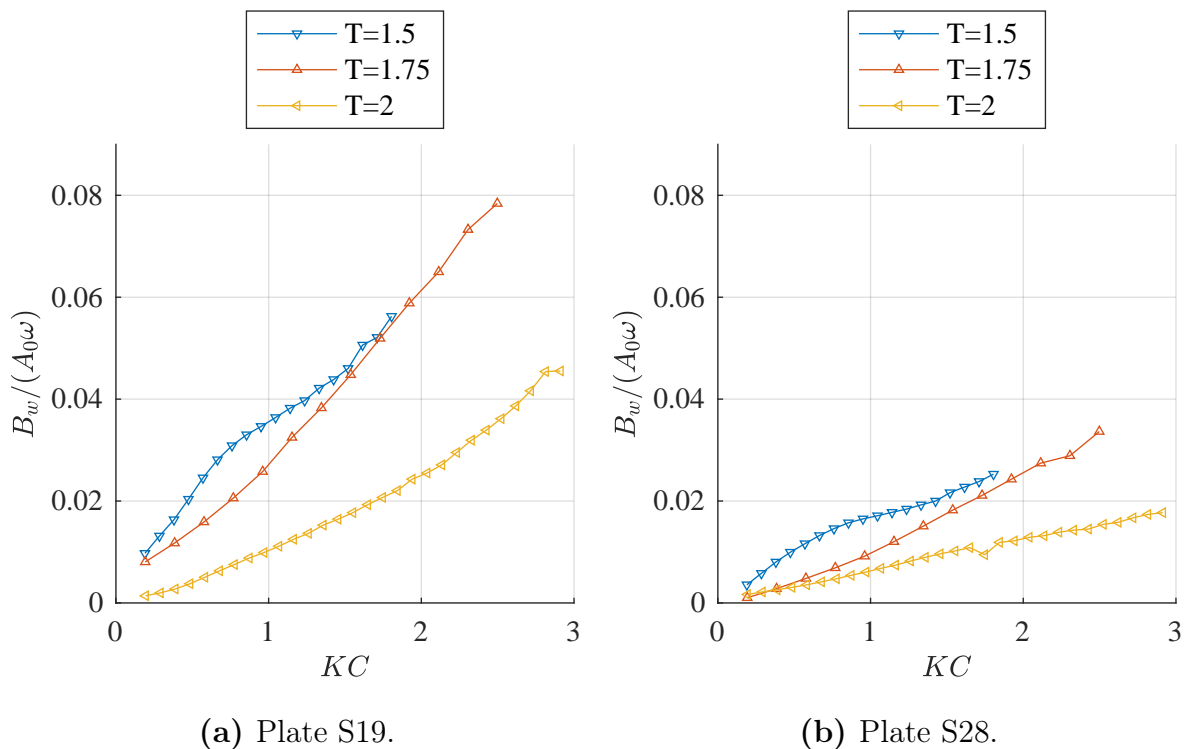 T=1.5
T=1.75
T=2
0.08
0.06
0.04
0.02
0
0
1
2
3
B_w/(A_0ω)
KC
(a) Plate S19.
T=1.5
T=1.75
T=2
0.08
0.06
0.04
0.02
0
0
1
2
3
B_w/(A_0ω)
KC
(b) Plate S28.